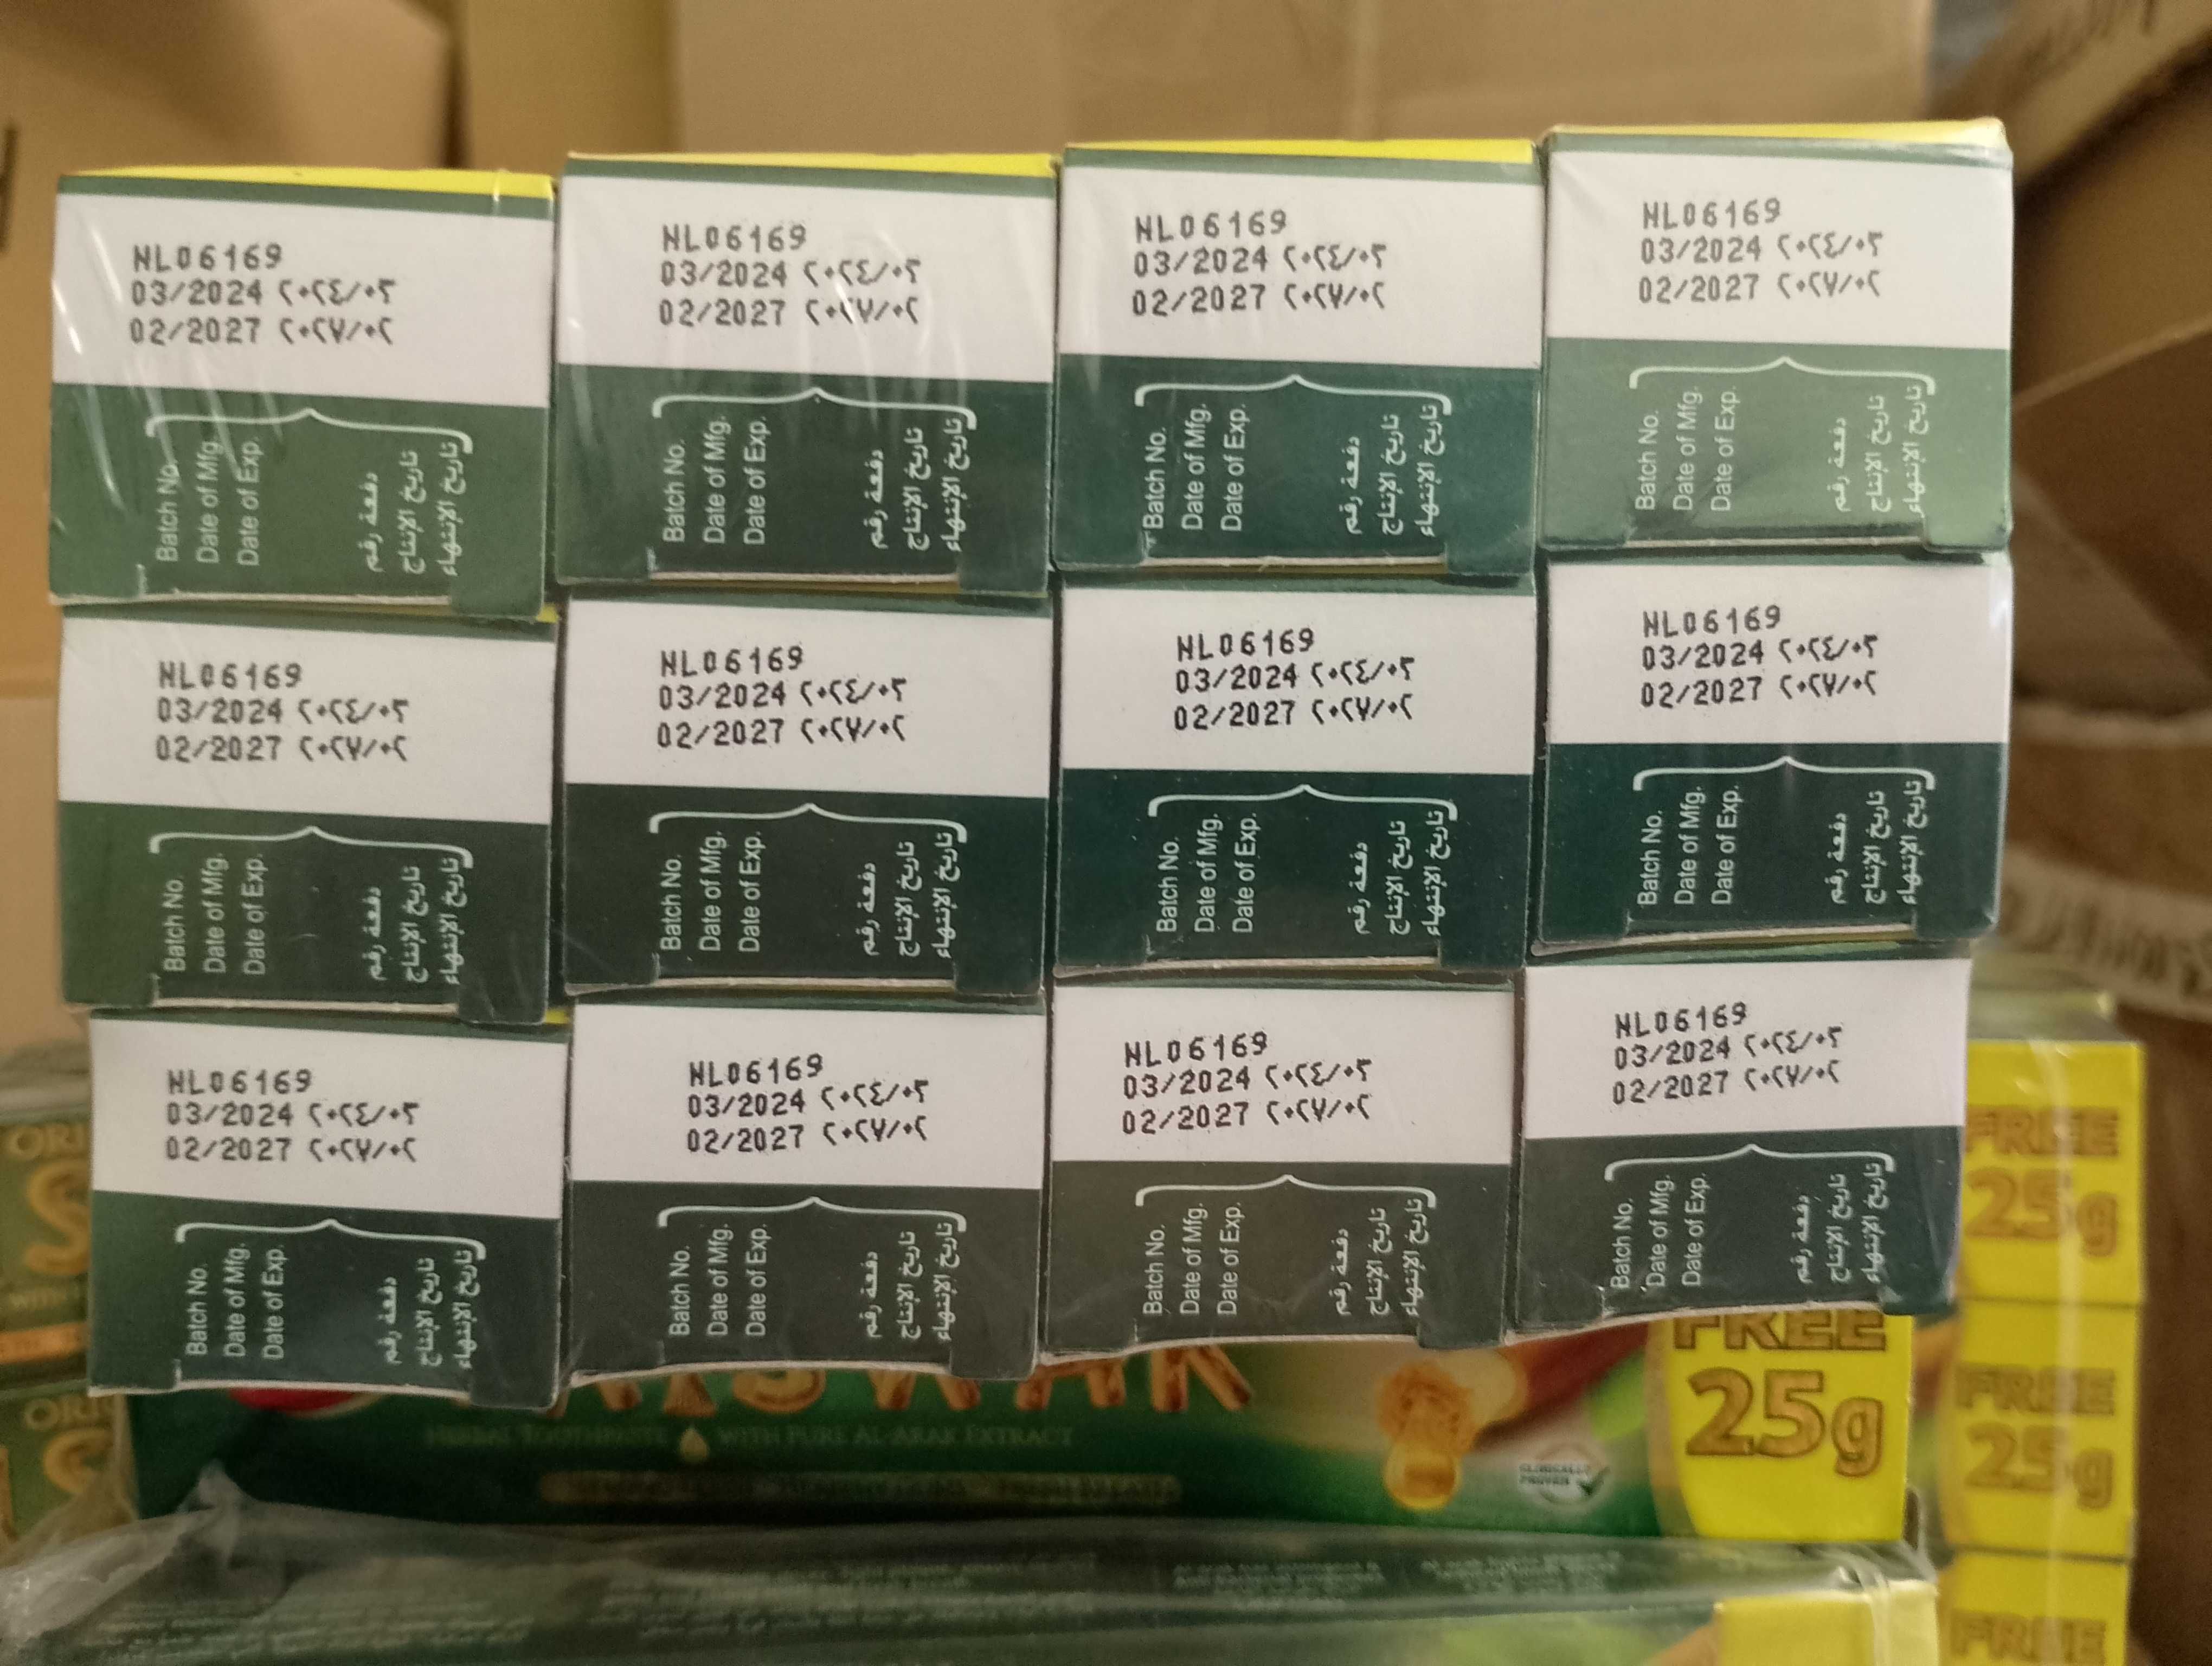 NL06169
03/2024 ٢٠٢٤/٠٣
02/2027 ٢٠٢٧/٠٢
Batch No.
Date of Mfg.
Date of Exp.
دفعة رقم
تاريخ الإنتاج
تاريخ الإنتهاء
NL06169
03/2024 ٢٠٢٤/٠٣
02/2027 ٢٠٢٧/٠٢
Batch No.
Date of Mfg.
Date of Exp.
دفعة رقم
تاريخ الإنتاج
تاريخ الإنتهاء
NL06169
03/2024 ٢٠٢٤/٠٣
02/2027 ٢٠٢٧/٠٢
Batch No.
Date of Mfg.
Date of Exp.
دفعة رقم
تاريخ الإنتاج
تاريخ الإنتهاء
NL06169
03/2024 ٢٠٢٤/٠٣
02/2027 ٢٠٢٧/٠٢
Batch No.
Date of Mfg.
Date of Exp.
دفعة رقم
تاريخ الإنتاج
تاريخ الإنتهاء
NL06169
03/2024 ٢٠٢٤/٠٣
02/2027 ٢٠٢٧/٠٢
Batch No.
Date of Mfg.
Date of Exp.
دفعة رقم
تاريخ الإنتاج
تاريخ الإنتهاء
NL06169
03/2024 ٢٠٢٤/٠٣
02/2027 ٢٠٢٧/٠٢
Batch No.
Date of Mfg.
Date of Exp.
دفعة رقم
تاريخ الإنتاج
تاريخ الإنتهاء
NL06169
03/2024 ٢٠٢٤/٠٣
02/2027 ٢٠٢٧/٠٢
Batch No.
Date of Mfg.
Date of Exp.
دفعة رقم
تاريخ الإنتاج
تاريخ الإنتهاء
NL06169
03/2024 ٢٠٢٤/٠٣
02/2027 ٢٠٢٧/٠٢
Batch No.
Date of Mfg.
Date of Exp.
دفعة رقم
تاريخ الإنتاج
تاريخ الإنتهاء
NL06169
03/2024 ٢٠٢٤/٠٣
02/2027 ٢٠٢٧/٠٢
Batch No.
Date of Mfg.
Date of Exp.
دفعة رقم
تاريخ الإنتاج
تاريخ الإنتهاء
NL06169
03/2024 ٢٠٢٤/٠٣
02/2027 ٢٠٢٧/٠٢
Batch No.
Date of Mfg.
Date of Exp.
دفعة رقم
تاريخ الإنتاج
تاريخ الإنتهاء
NL06169
03/2024 ٢٠٢٤/٠٣
02/2027 ٢٠٢٧/٠٢
Batch No.
Date of Mfg.
Date of Exp.
دفعة رقم
تاريخ الإنتاج
تاريخ الإنتهاء
NL06169
03/2024 ٢٠٢٤/٠٣
02/2027 ٢٠٢٧/٠٢
Batch No.
Date of Mfg.
Date of Exp.
دفعة رقم
تاريخ الإنتاج
تاريخ الإنتهاء
HERBAL TOOTHPASTE WITH PURE AL-ARAK EXTRACT
CLINICALLY
PROVEN
FREE
25g
FREE
25g
FREE
25g
FREE